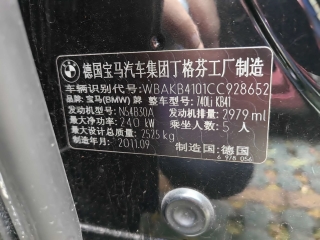 德国宝马汽车集团丁格芬工厂制造
车辆识别代号: WBAKB4101CC928652
品牌: 宝马(BMW) 牌 整车型号: 740Li KB41
发动机型号: N54B30A 发动机排量: 2979 ml
最大净功率: 240 kW 乘坐人数: 5 人
最大设计总质量: 2525 kg
制造年月: 2011.09 制造国: 德国